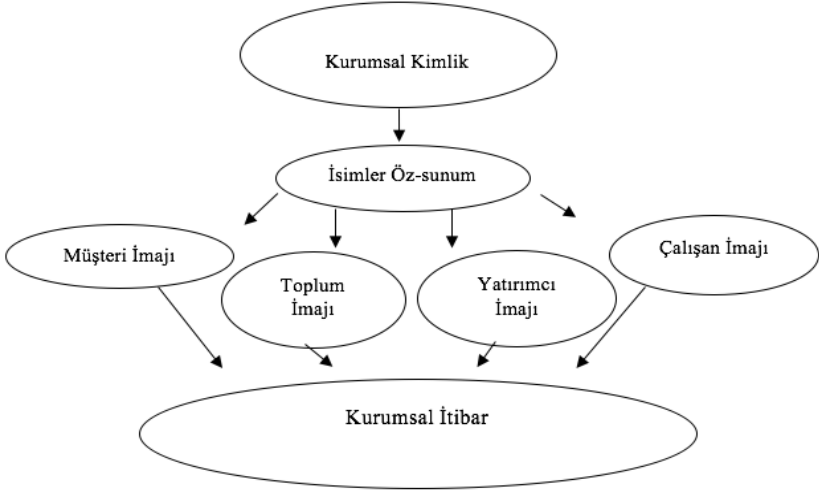 Kurumsal Kimlik
İsimler Öz-sunum
Müşteri İmajı
Toplum
İmajı
Yatırımcı
İmajı
Çalışan İmajı
Kurumsal İtibar